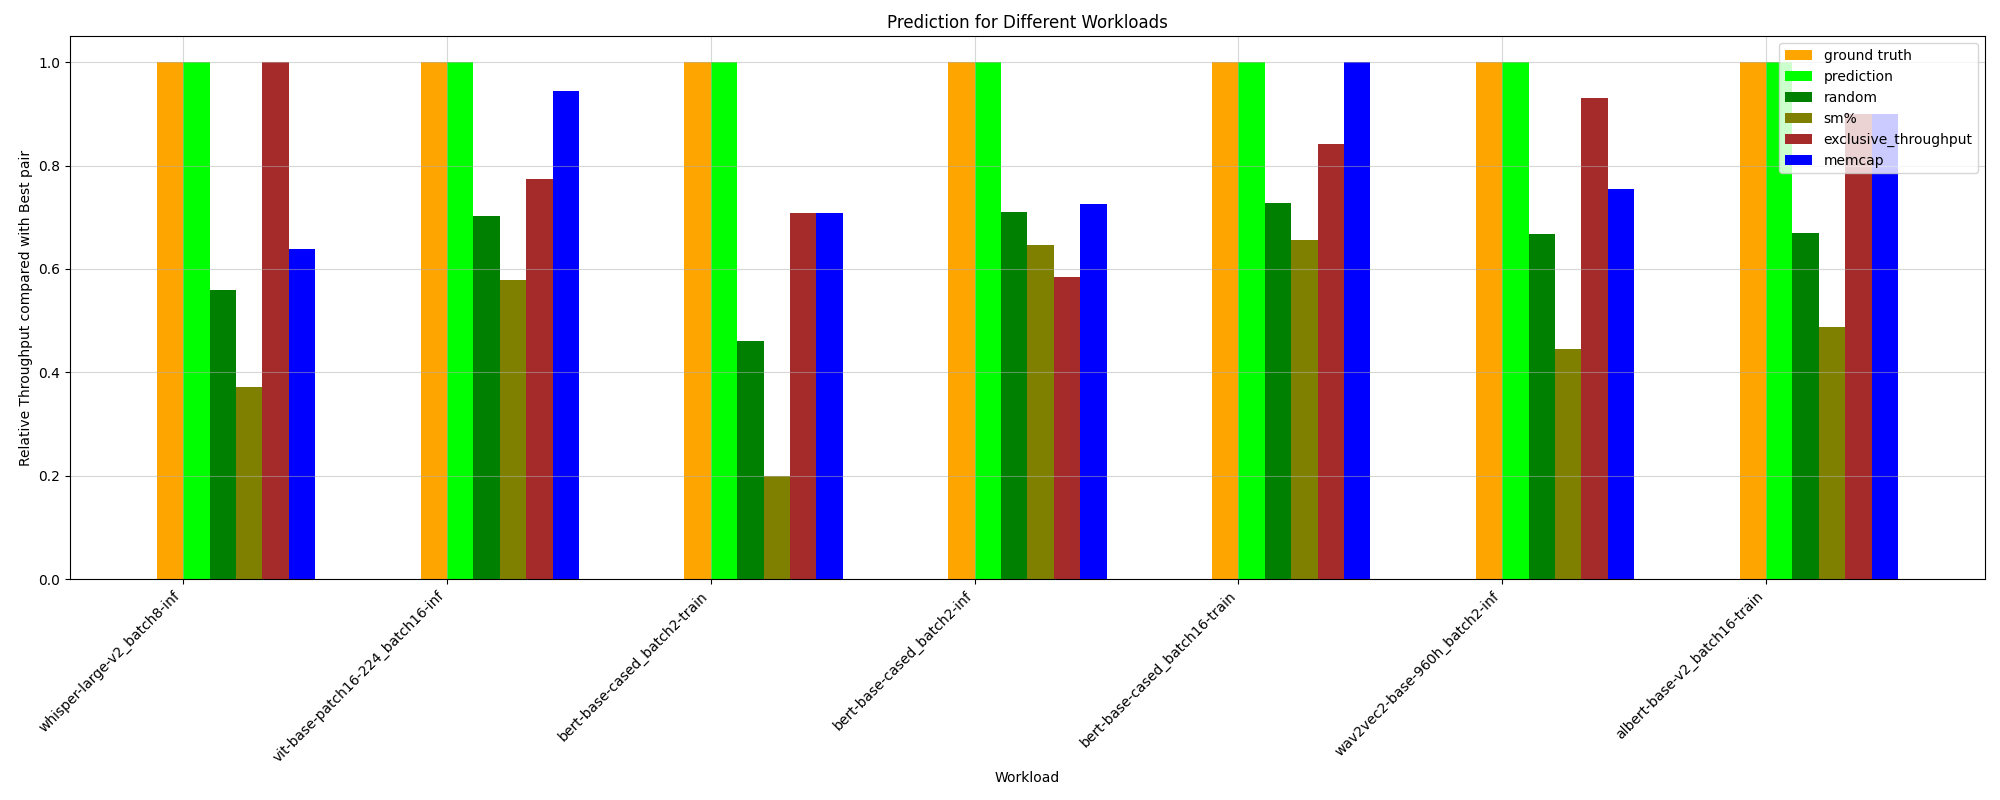 Prediction for Different Workloads
Relative Throughput compared with Best pair
1.0
0.8
0.6
0.4
0.2
0.0
ground truth
prediction
random
sm%
exclusive_throughput
memcap
whisper-large-v2_batch8-inf
vit-base-patch16-224_batch16-inf
bert-base-cased_batch2-train
bert-base-cased_batch2-inf
bert-base-cased_batch16-train
wav2vec2-base-960h_batch2-inf
albert-base-v2_batch16-train
Workload